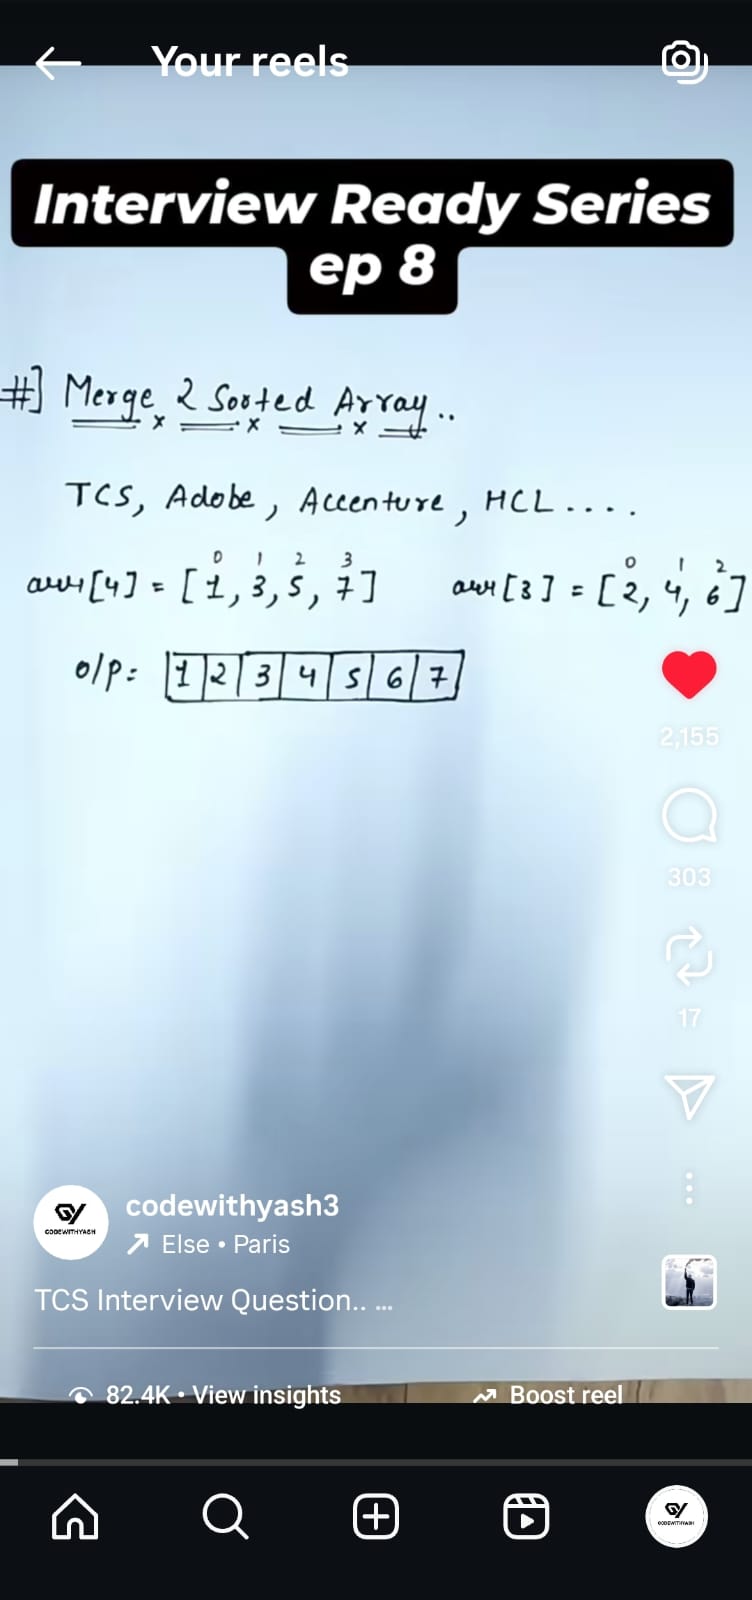 Your reels
Interview Ready Series
ep 8
#] Merge 2 Sorted Array..
TCS, Adobe, Accenture, HCL....
0 1 2 3
arr[4] = [1, 3, 5, 7]
0 1 2
arr[3] = [2, 4, 6]
o/p: 1 2 3 4 5 6 7
2,155
303
17
codewithyash3
Else • Paris
TCS Interview Question.. ...
82.4K • View insights
Boost reel
GY
CODEWITHYASH